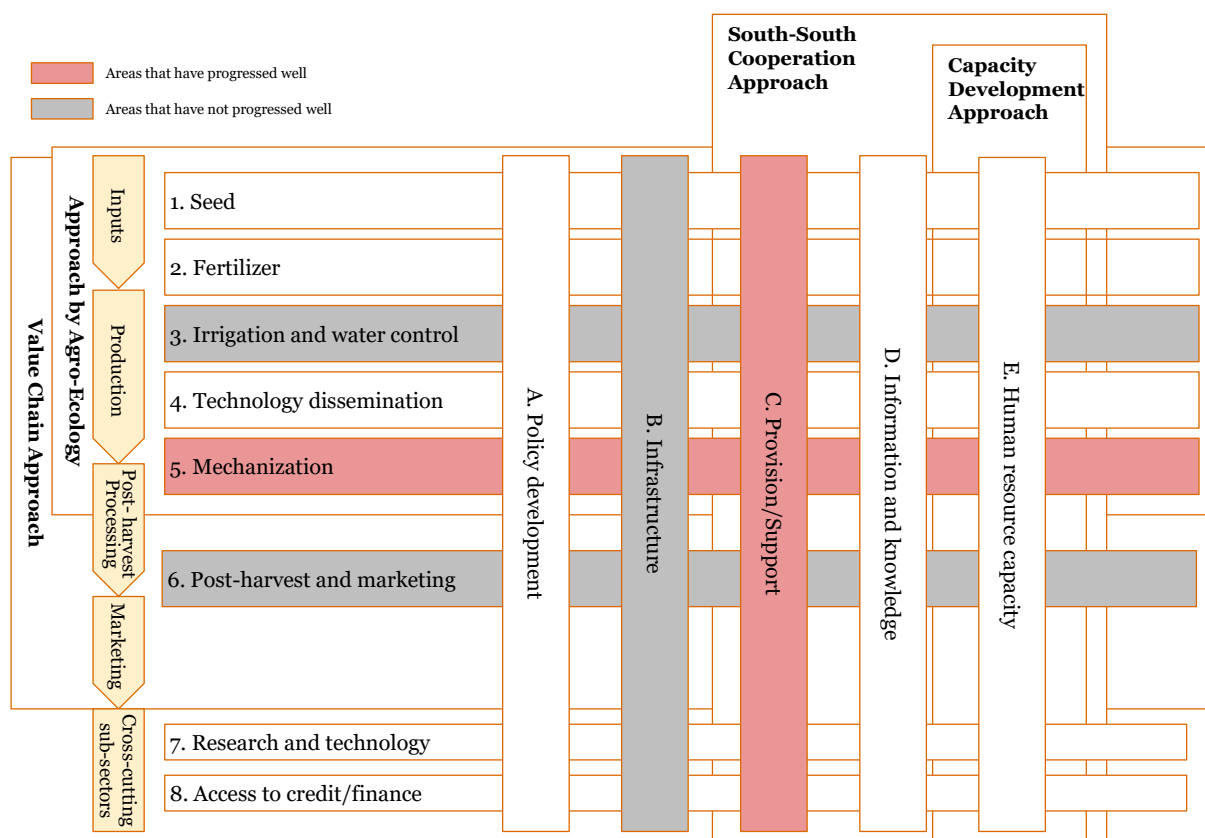 South-South
Cooperation
Approach
Capacity
Development
Approach
Areas that have progressed well
Areas that have not progressed well
Value Chain Approach
Approach by Agro-Ecology
Inputs
Production
Post- harvest
Processing
Marketing
Cross-cutting
sub-sectors
1. Seed
2. Fertilizer
3. Irrigation and water control
4. Technology dissemination
5. Mechanization
6. Post-harvest and marketing
7. Research and technology
8. Access to credit/finance
A. Policy development
B. Infrastructure
C. Provision/Support
D. Information and
knowledge
E. Human resource capacity